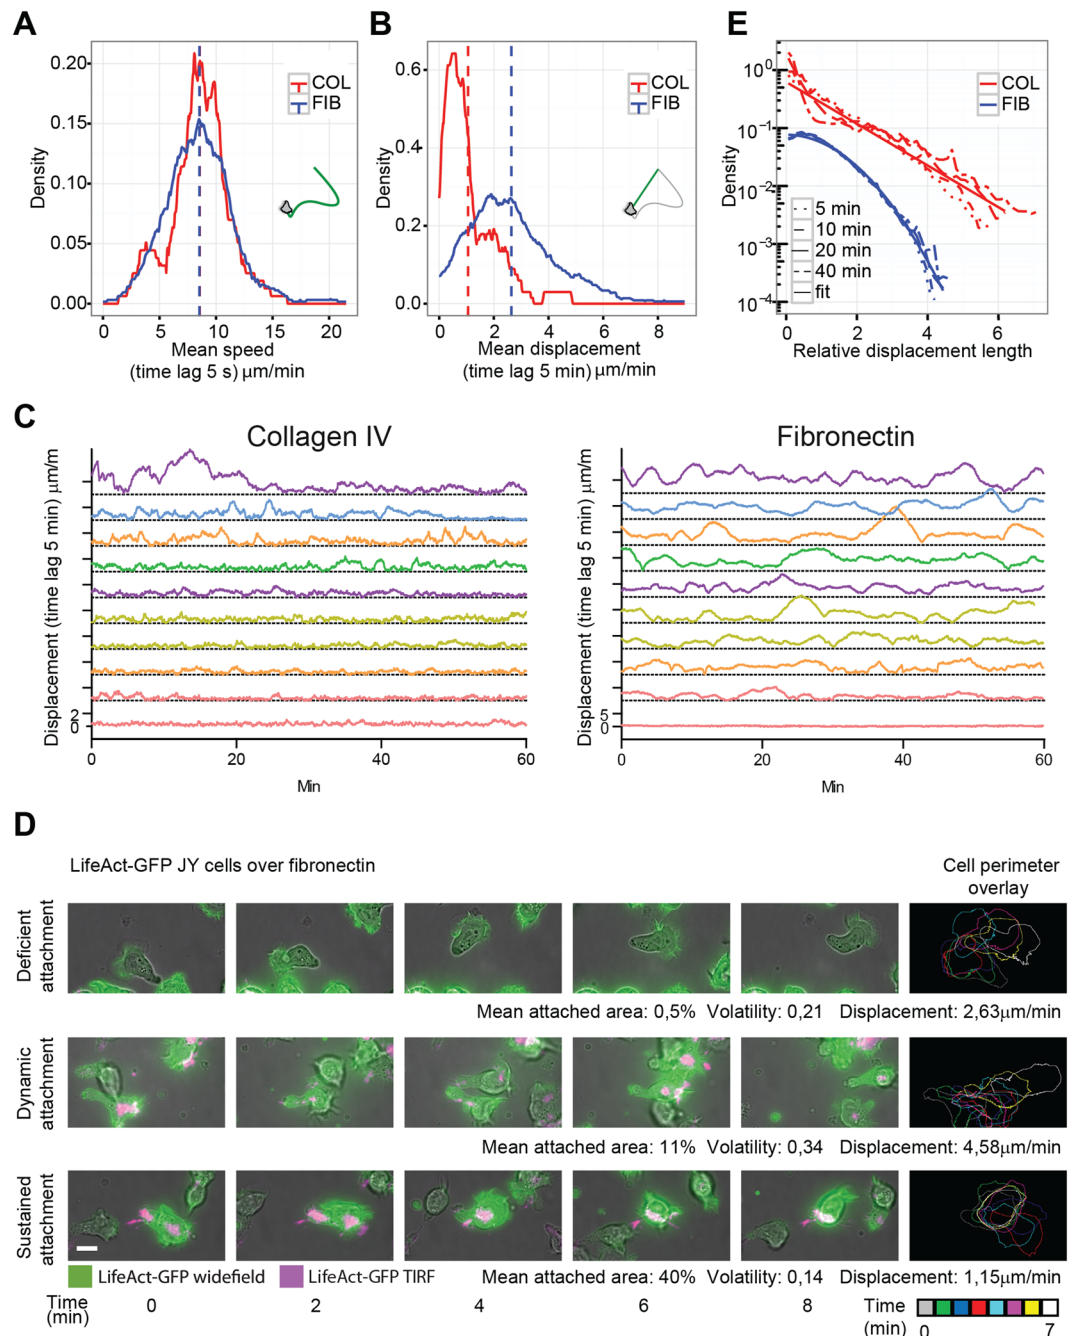 A
B
E
0.20
0.15
0.10
0.05
0.00
Density
COL
FIB
0
5
10
15
20
Mean speed
(time lag 5 s) μm/min
0.6
0.4
0.2
0.0
Density
COL
FIB
0
2
4
6
8
Mean displacement
(time lag 5 min) μm/min
10⁰
10⁻¹
10⁻²
10⁻³
10⁻⁴
Density
COL
FIB
5 min
10 min
20 min
40 min
fit
0
2
4
6
Relative displacement length
C
Collagen IV
Displacement (time lag 5 min) μm/m
2
0
0
20
40
60
Min
Fibronectin
Displacement (time lag 5 min) μm/m
5
0
0
20
40
60
Min
D
LifeAct-GFP JY cells over fibronectin
Cell perimeter
overlay
Deficient
attachment
Mean attached area: 0,5% Volatility: 0,21 Displacement: 2,63μm/min
Dynamic
attachment
Mean attached area: 11% Volatility: 0,34 Displacement: 4,58μm/min
Sustained
attachment
LifeAct-GFP widefield
LifeAct-GFP TIRF
Mean attached area: 40% Volatility: 0,14 Displacement: 1,15μm/min
Time
(min)
0
2
4
6
8
Time
(min)
0
7